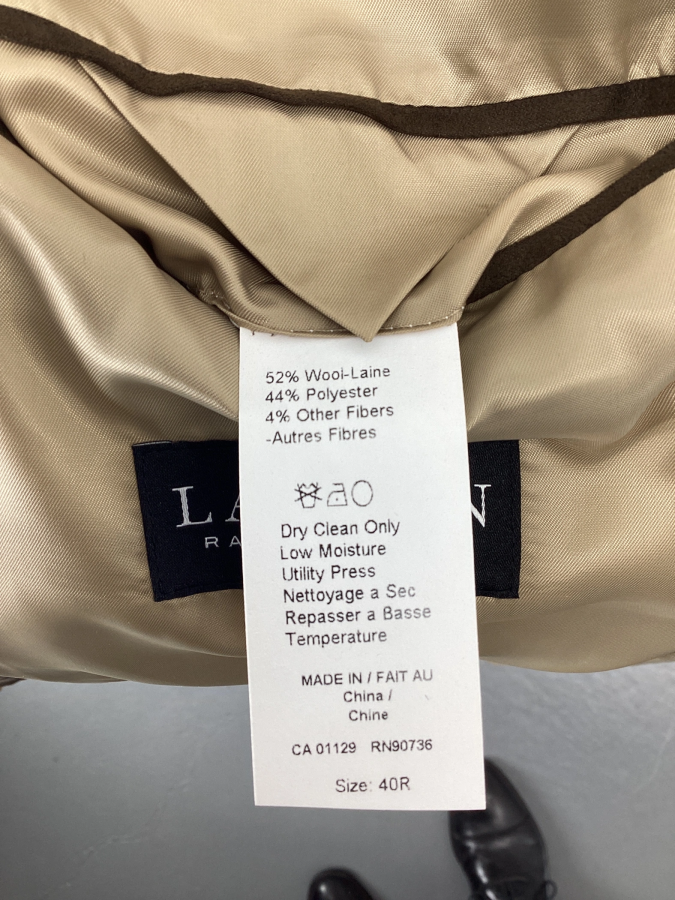 52% Wool-Laine
44% Polyester
4% Other Fibers
-Autres Fibres
Dry Clean Only
Low Moisture
Utility Press
Nettoyage a Sec
Repasser a Basse
Temperature
MADE IN / FAIT AU
China /
Chine
CA 01129 RN90736
Size: 40R